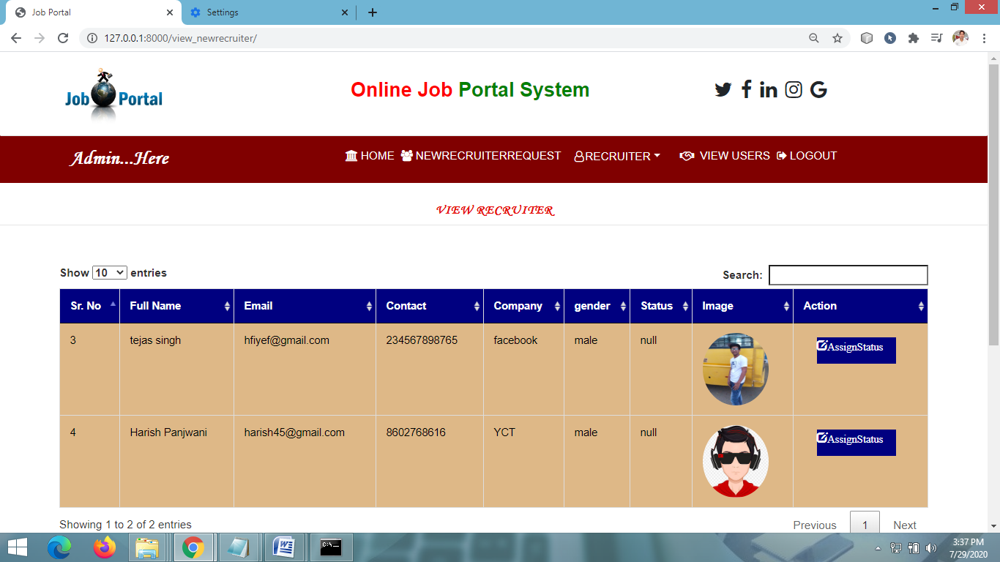 Job Portal
Settings
127.0.0.1:8000/view_newrecruiter/
Job Portal
Online Job Portal System
Admin...Here
HOME NEWRECRUITERREQUEST RECRUITER VIEW USERS LOGOUT
VIEW RECRUITER
Show 10 entries
Search:
Sr. No Full Name Email Contact Company gender Status Image Action
3 tejas singh hfiyef@gmail.com 234567898765 facebook male null AssignStatus
4 Harish Panjwani harish45@gmail.com 8602768616 YCT male null AssignStatus
Showing 1 to 2 of 2 entries
Previous 1 Next
3:37 PM
7/29/2020